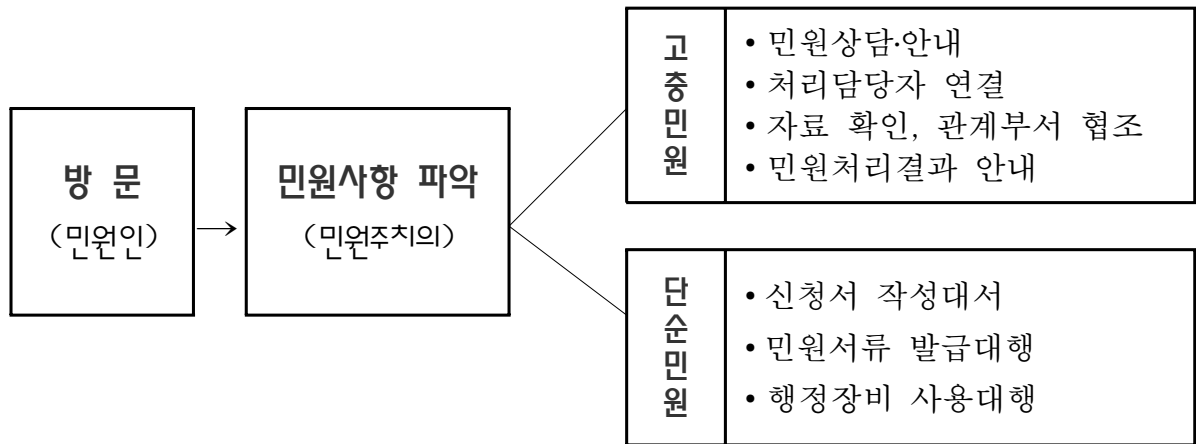 방 문
(민원인)
→
민원사항 파악
(민원주치의)
고충민원
• 민원상담·안내
• 처리담당자 연결
• 자료 확인, 관계부서 협조
• 민원처리결과 안내
단순민원
• 신청서 작성대서
• 민원서류 발급대행
• 행정장비 사용대행